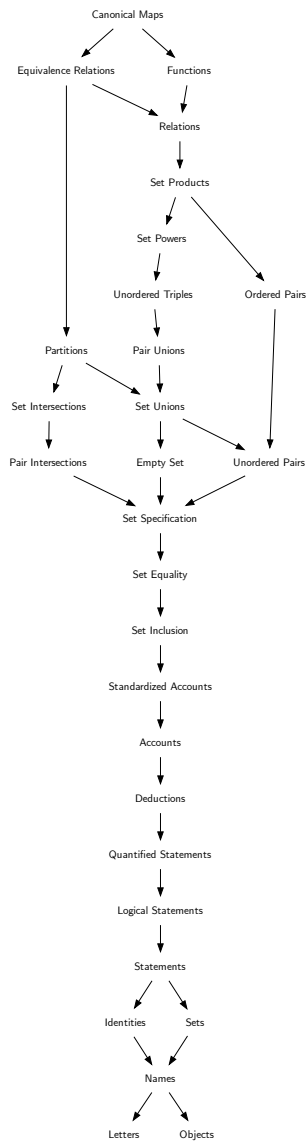 Canonical Maps
Equivalence Relations
Functions
Relations
Set Products
Set Powers
Unordered Triples
Ordered Pairs
Partitions
Pair Unions
Set Intersections
Set Unions
Pair Intersections
Empty Set
Unordered Pairs
Set Specification
Set Equality
Set Inclusion
Standardized Accounts
Accounts
Deductions
Quantified Statements
Logical Statements
Statements
Identities
Sets
Names
Letters
Objects